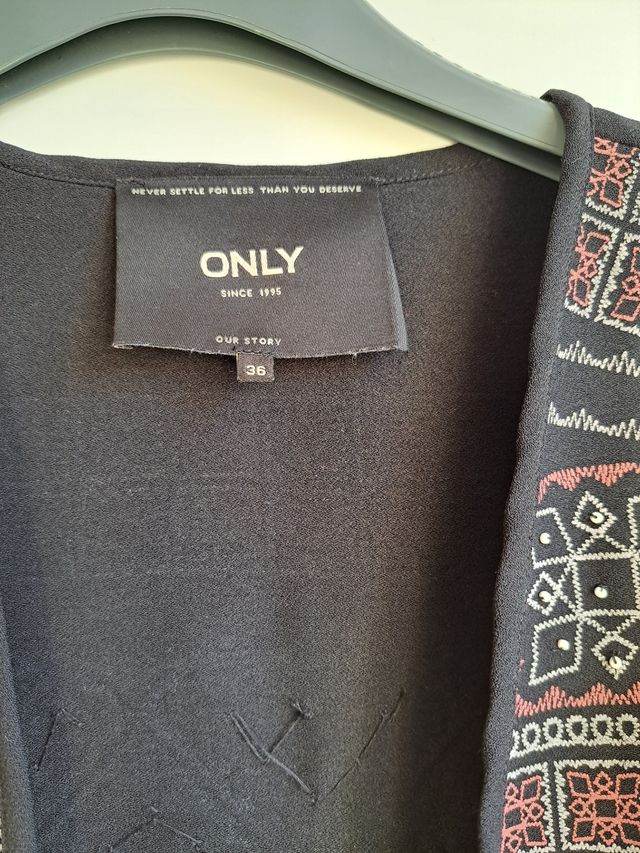 NEVER SETTLE FOR LESS THAN YOU DESERVE
ONLY
SINCE 1995
OUR STORY
36